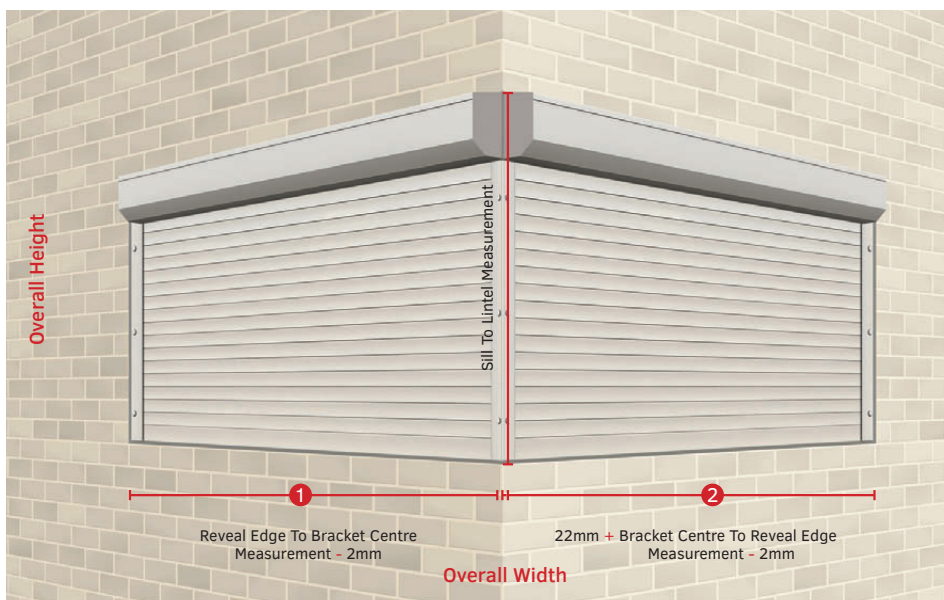 Overall Height
Sill To Lintel Measurement
1
2
Reveal Edge To Bracket Centre
Measurement - 2mm
22mm + Bracket Centre To Reveal Edge
Measurement - 2mm
Overall Width